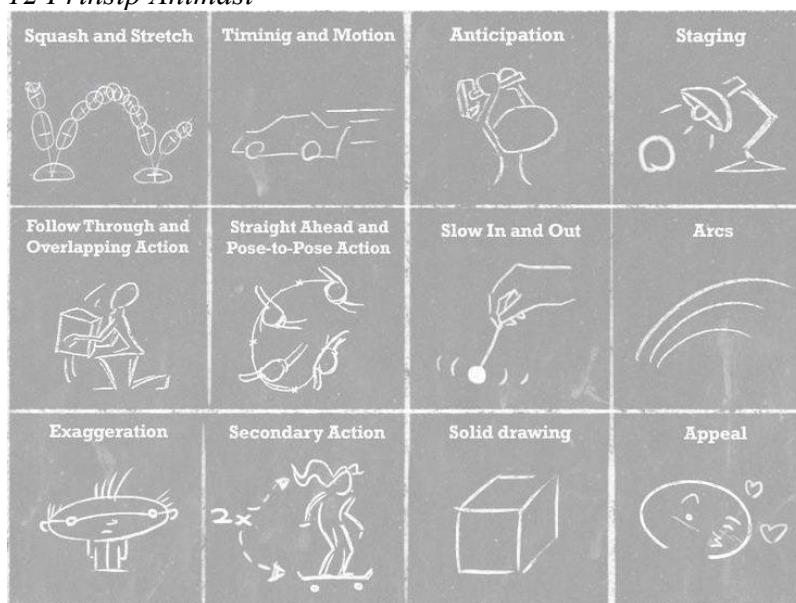 12 Prinsip Animasi
Squash and Stretch
Timinig and Motion
Anticipation
Staging
Follow Through and
Overlapping Action
Straight Ahead and
Pose-to-Pose Action
Slow In and Out
Arcs
Exaggeration
Secondary Action
2x
Solid drawing
Appeal